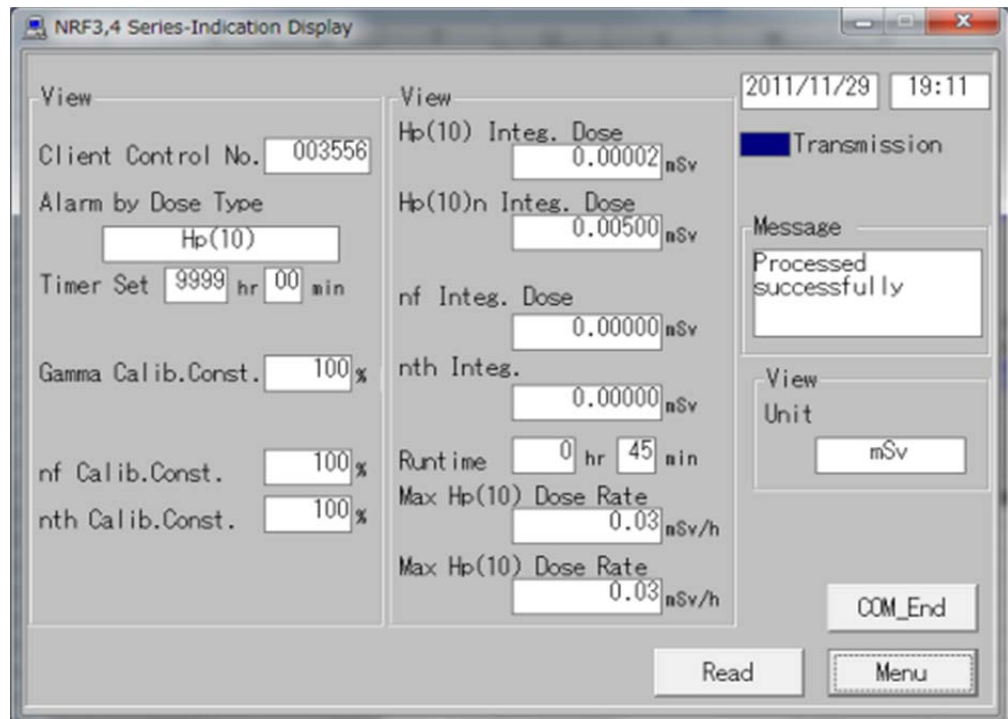 NRF3,4 Series-Indication Display
View
Client Control No. 003556
Alarm by Dose Type
Hp(10)
Timer Set 9999 hr 00 min
Gamma Calib.Const. 100 %
nf Calib.Const. 100 %
nth Calib.Const. 100 %
View
Hp(10) Integ. Dose
0.00002 mSv
Hp(10)n Integ. Dose
0.00500 mSv
nf Integ. Dose
0.00000 mSv
nth Integ.
0.00000 mSv
Runtime 0 hr 45 min
Max Hp(10) Dose Rate
0.03 mSv/h
Max Hp(10) Dose Rate
0.03 mSv/h
2011/11/29 19:11
Transmission
Message
Processed
successfully
View
Unit
mSv
COM_End
Read Menu